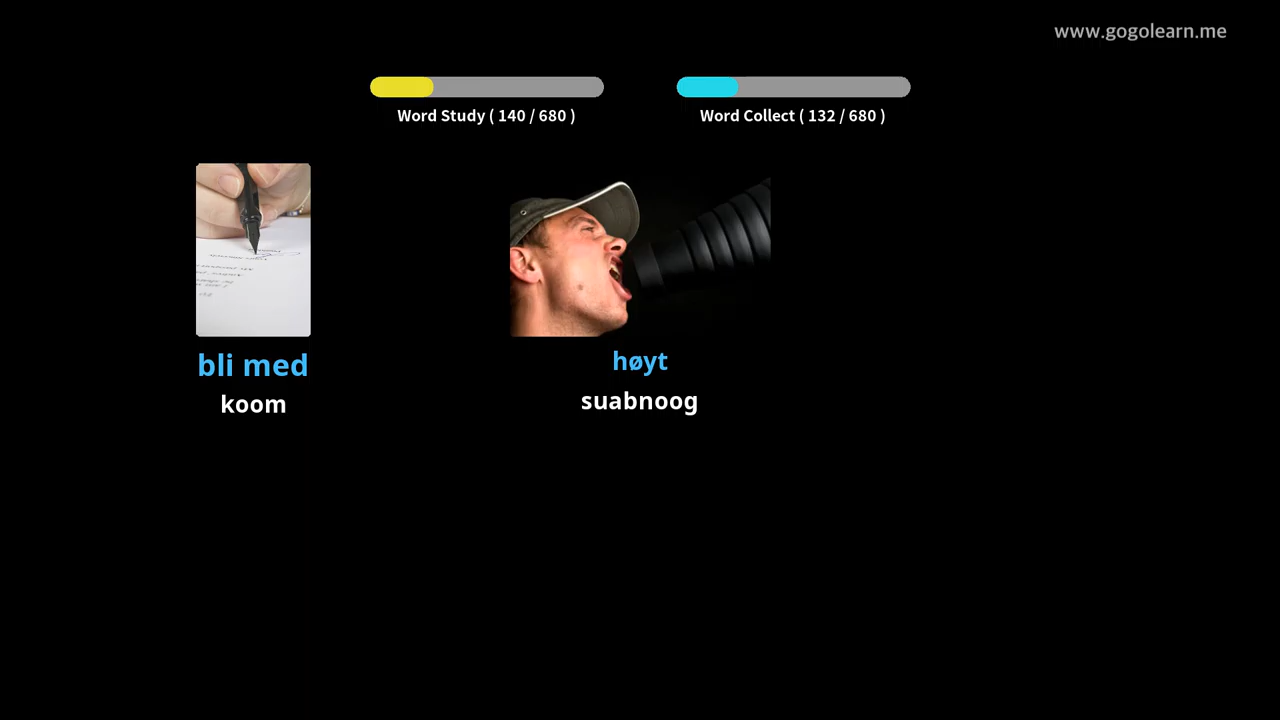 www.gogolearn.me
Word Study ( 140 / 680 )
Word Collect ( 132 / 680 )
bli med
koom
høyt
suabnoog